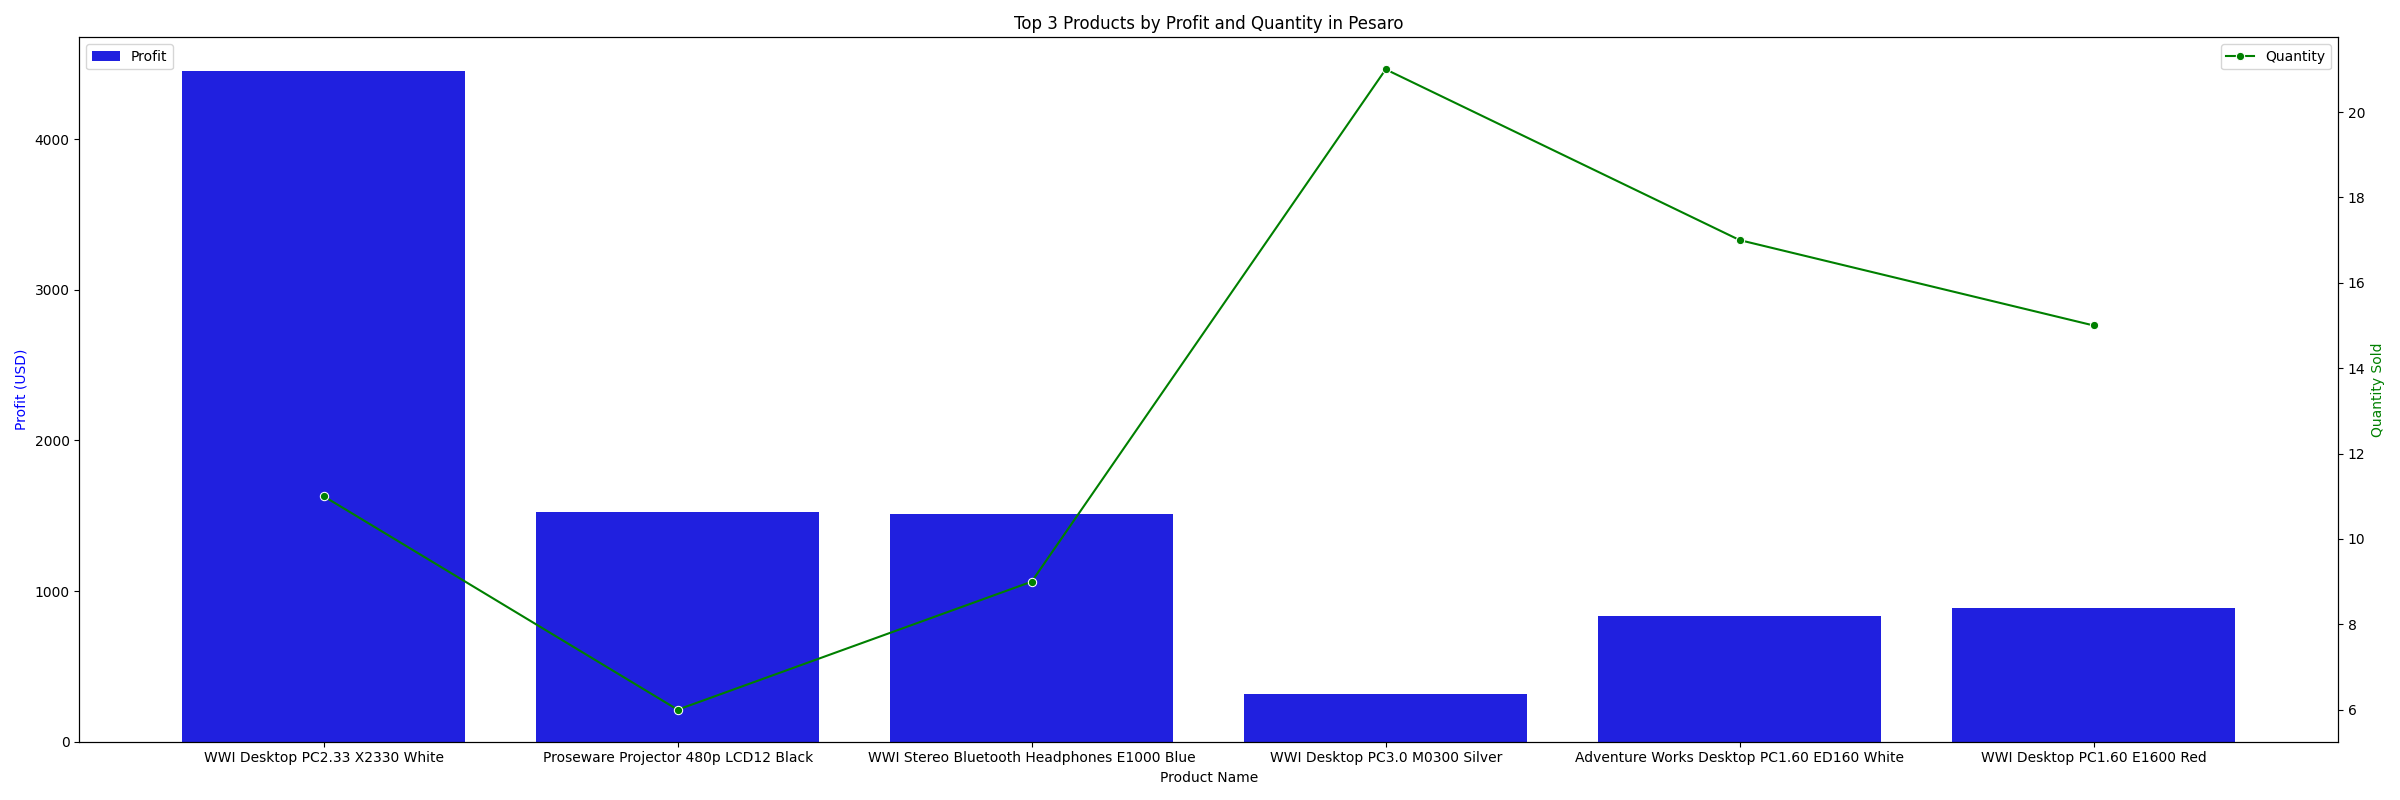 Top 3 Products by Profit and Quantity in Pesaro
Profit
Quantity
Profit (USD)
4000
3000
2000
1000
0
20
18
16
14
12
10
8
6
Quantity Sold
WWI Desktop PC2.33 X2330 White
Proseware Projector 480p LCD12 Black
WWI Stereo Bluetooth Headphones E1000 Blue
WWI Desktop PC3.0 M0300 Silver
Adventure Works Desktop PC1.60 ED160 White
WWI Desktop PC1.60 E1600 Red
Product Name